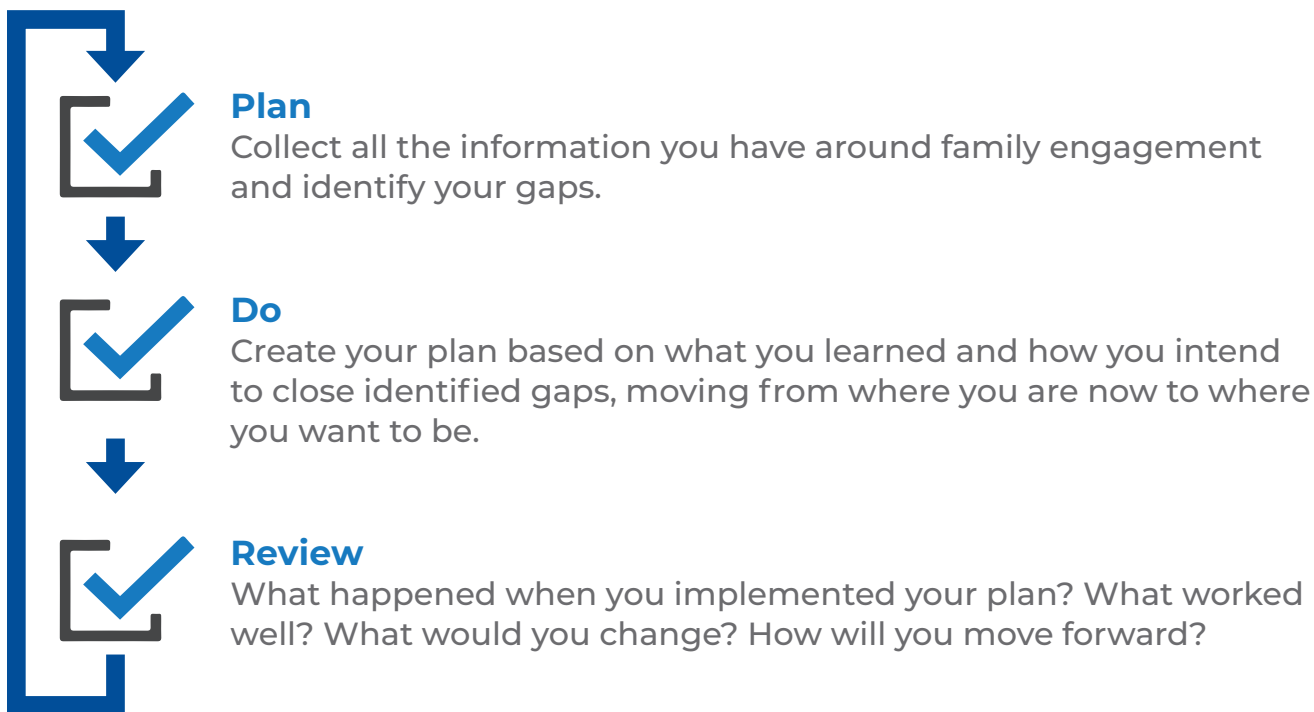 Plan
Collect all the information you have around family engagement
and identify your gaps.
Do
Create your plan based on what you learned and how you intend
to close identified gaps, moving from where you are now to where
you want to be.
Review
What happened when you implemented your plan? What worked
well? What would you change? How will you move forward?